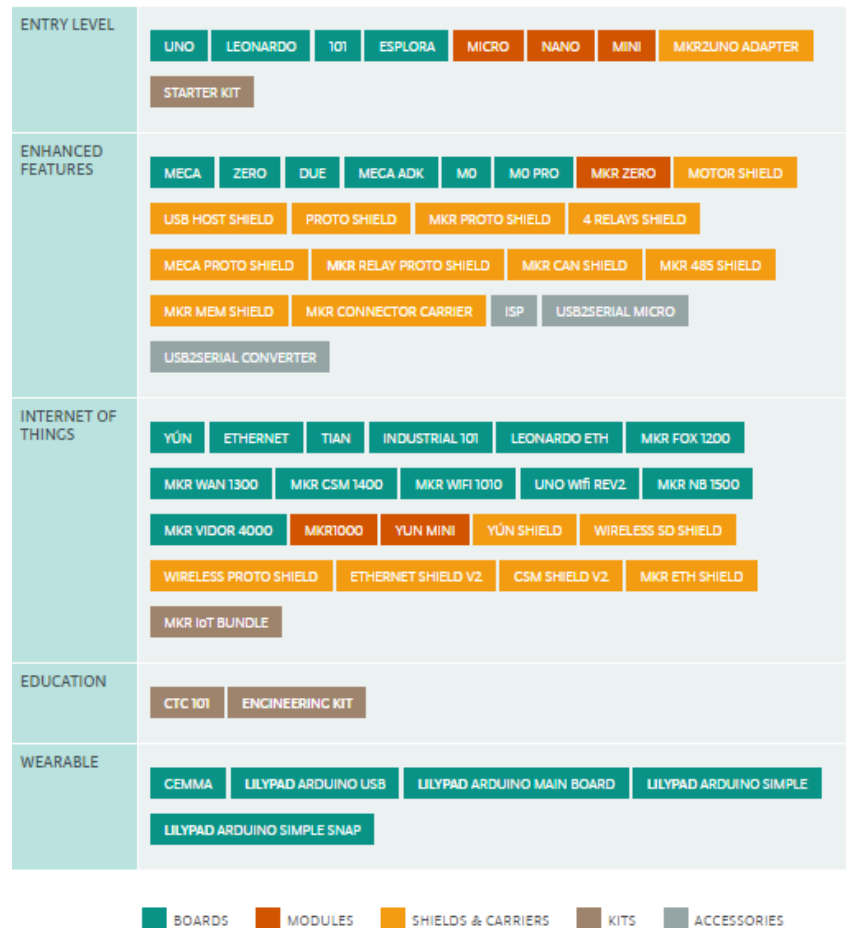 ENTRY LEVEL
UNO LEONARDO 101 ESPLORA MICRO NANO MINI MKR2UNO ADAPTER
STARTER KIT
ENHANCED
FEATURES
MEGA ZERO DUE MEGA ADK M0 M0 PRO MKR ZERO MOTOR SHIELD
USB HOST SHIELD PROTO SHIELD MKR PROTO SHIELD 4 RELAYS SHIELD
MEGA PROTO SHIELD MKR RELAY PROTO SHIELD MKR CAN SHIELD MKR 485 SHIELD
MKR MEM SHIELD MKR CONNECTOR CARRIER ISP USB2SERIAL MICRO
USB2SERIAL CONVERTER
INTERNET OF
THINGS
YÚN ETHERNET TIAN INDUSTRIAL 101 LEONARDO ETH MKR FOX 1200
MKR WAN 1300 MKR GSM 1400 MKR WIFI 1010 UNO Wifi REV2 MKR NB 1500
MKR VIDOR 4000 MKR1000 YUN MINI YÚN SHIELD WIRELESS SD SHIELD
WIRELESS PROTO SHIELD ETHERNET SHIELD V2 GSM SHIELD V2 MKR ETH SHIELD
MKR IoT BUNDLE
EDUCATION
CTC 101 ENGINEERING KIT
WEARABLE
GEMMA LILYPAD ARDUINO USB LILYPAD ARDUINO MAIN BOARD LILYPAD ARDUINO SIMPLE
LILYPAD ARDUINO SIMPLE SNAP
BOARDS MODULES SHIELDS & CARRIERS KITS ACCESSORIES